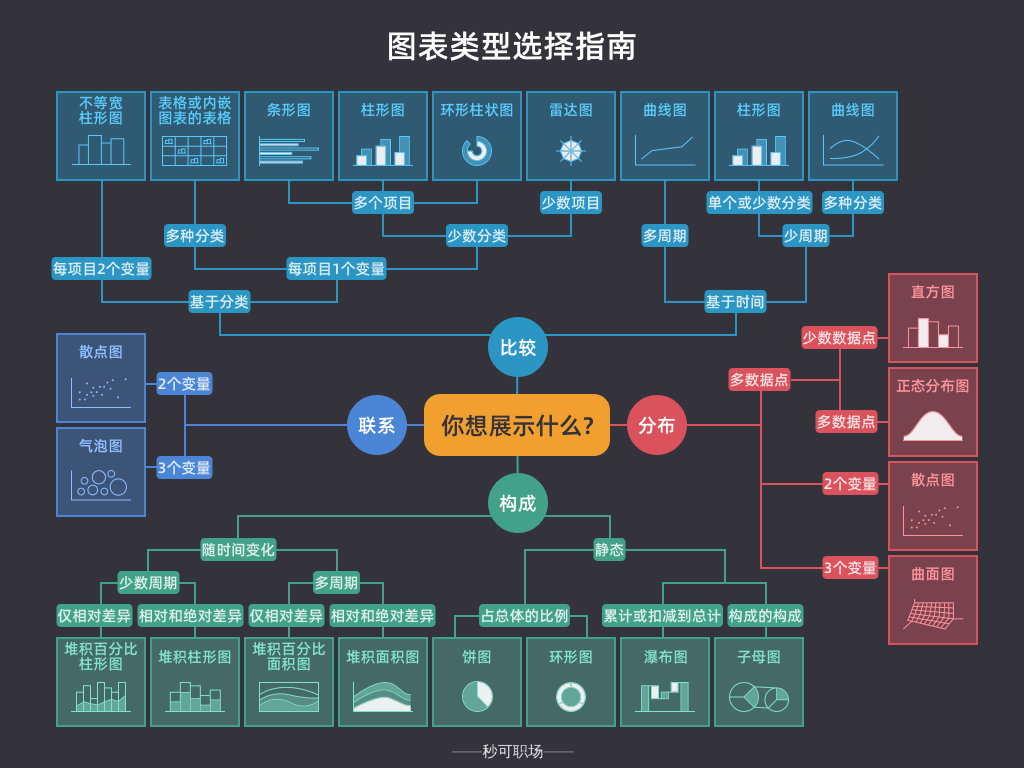 图表类型选择指南
不等宽
柱形图
表格或内嵌
图表的表格
条形图
柱形图
环形柱状图
雷达图
曲线图
柱形图
曲线图
多个项目
少数项目
单个或少数分类
多种分类
多种分类
少数分类
多周期
少周期
每项目2个变量
每项目1个变量
基于分类
基于时间
比较
散点图
2个变量
气泡图
3个变量
联系
你想展示什么?
分布
直方图
少数数据点
多数据点
正态分布图
多数据点
散点图
2个变量
曲面图
3个变量
构成
随时间变化
静态
少数周期
多周期
仅相对差异
相对和绝对差异
仅相对差异
相对和绝对差异
占总体的比例
累计或扣减到总计
构成的构成
堆积百分比
柱形图
堆积柱形图
堆积百分比
面积图
堆积面积图
饼图
环形图
瀑布图
子母图
秒可职场